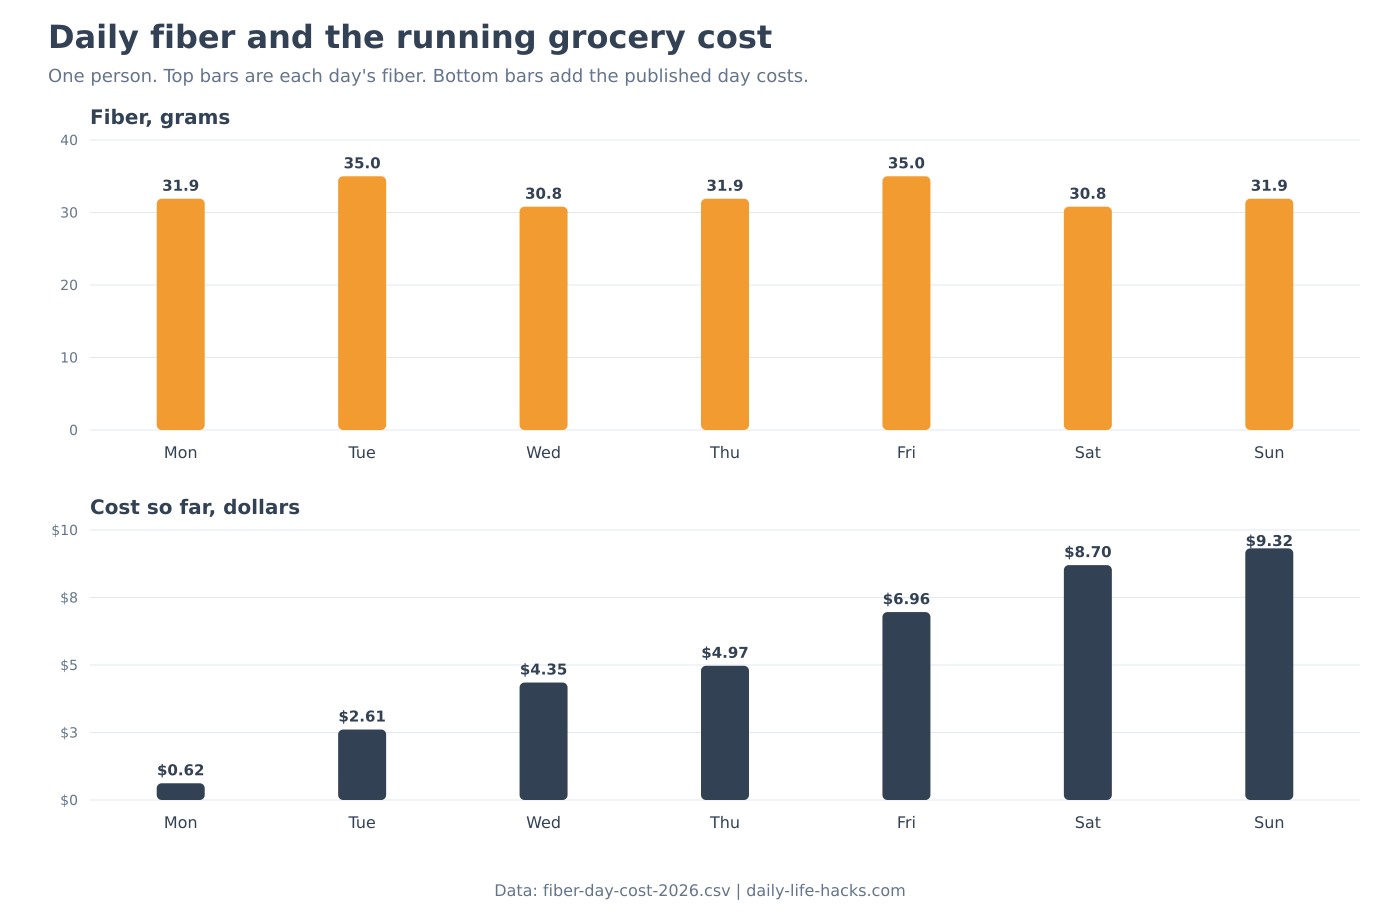 Daily fiber and the running grocery cost
One person. Top bars are each day's fiber. Bottom bars add the published day costs.
Fiber, grams
40
30
20
10
0
31.9
35.0
30.8
31.9
35.0
30.8
31.9
Mon
Tue
Wed
Thu
Fri
Sat
Sun
Cost so far, dollars
$10
$8
$5
$3
$0
$0.62
$2.61
$4.35
$4.97
$6.96
$8.70
$9.32
Mon
Tue
Wed
Thu
Fri
Sat
Sun
Data: fiber-day-cost-2026.csv | daily-life-hacks.com